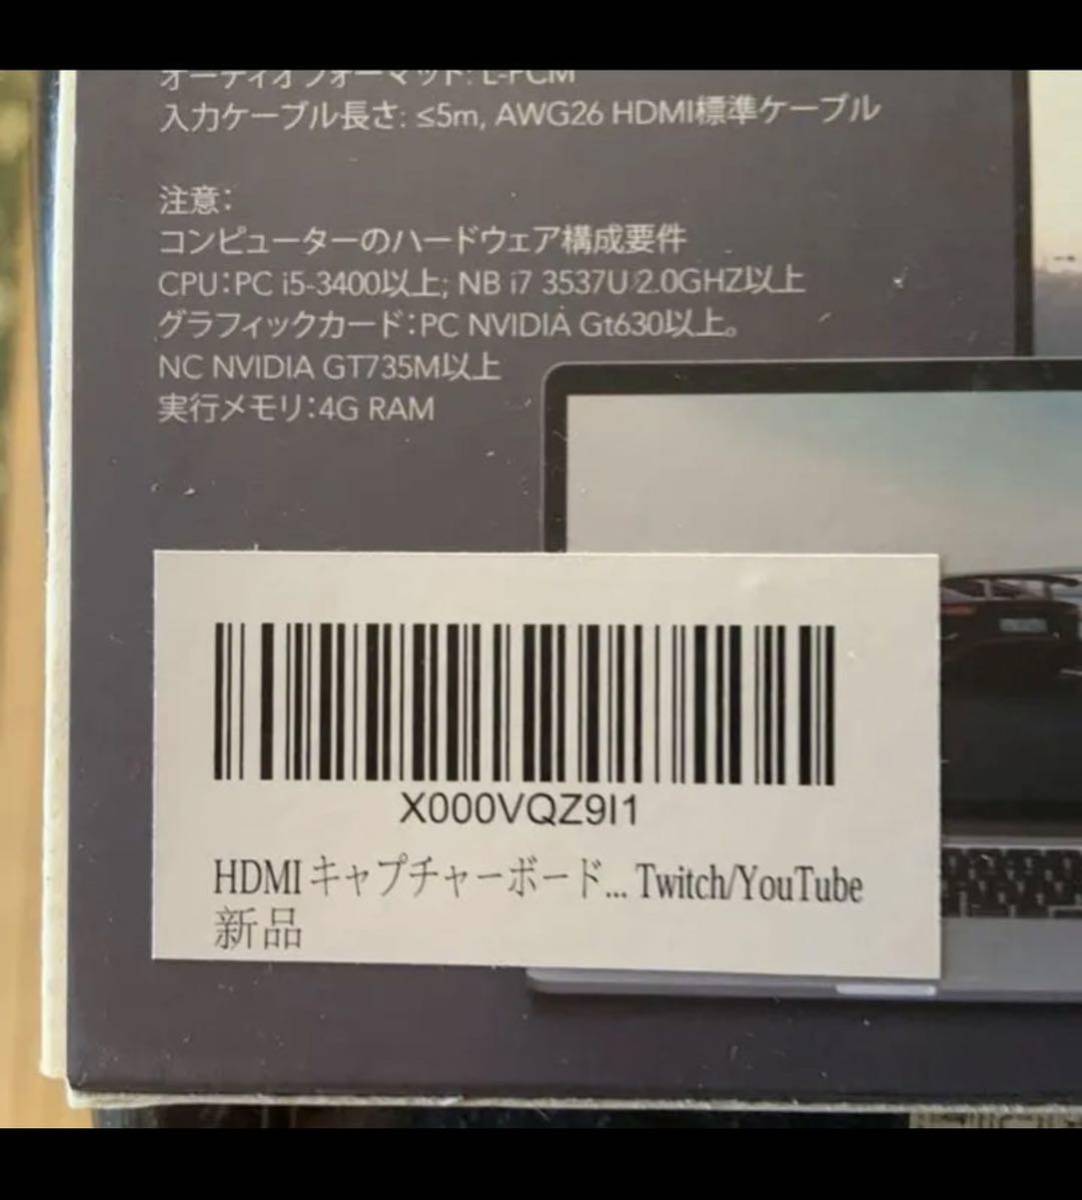 オーディオフォーマット: L-PCM
入力ケーブル長さ: ≤5m, AWG26 HDMI標準ケーブル
注意：
コンピューターのハードウェア構成要件
CPU：PC i5-3400以上; NB i7 3537U 2.0GHZ以上
グラフィックカード：PC NVIDIA Gt630以上。
NC NVIDIA GT735M以上
実行メモリ：4G RAM
X000VQZ9I1
HDMI キャプチャーボード... Twitch/YouTube
新品